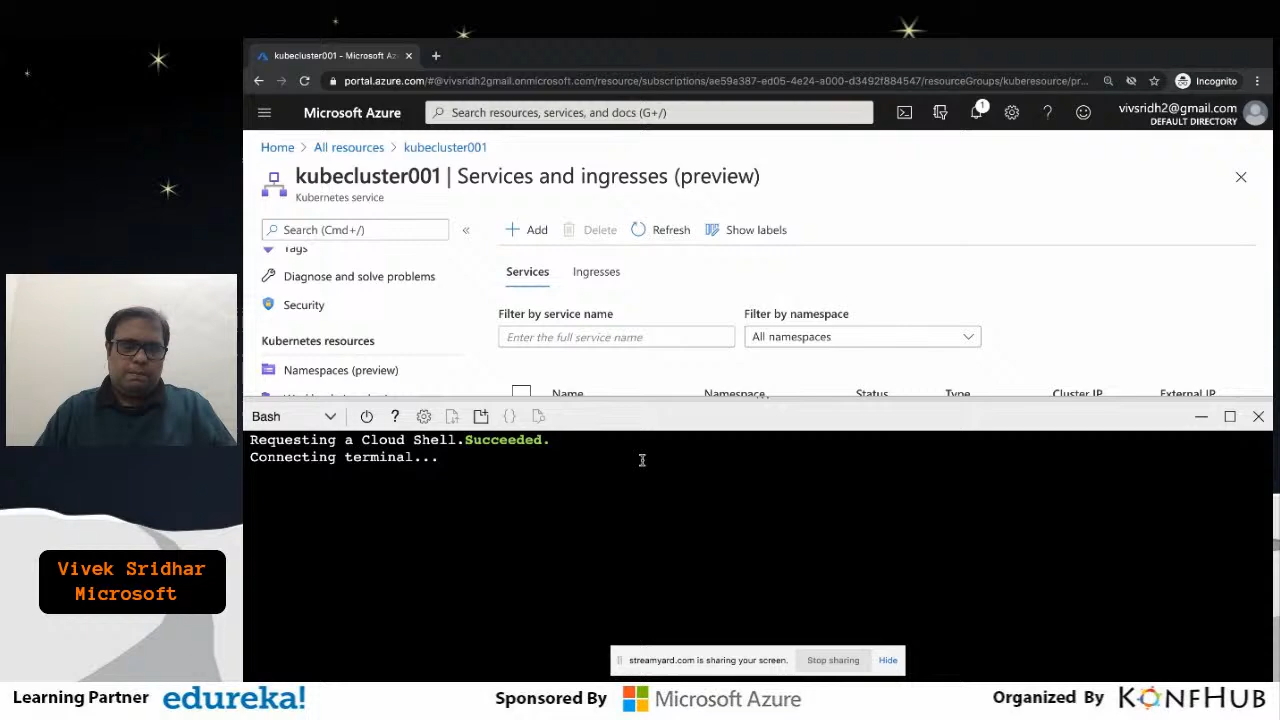 kubecluster001 - Microsoft Az
portal.azure.com/#@vivsridh2gmail.onmicrosoft.com/resource/subscriptions/ae59a387-ed05-4e24-a000-d3492f884547/resourceGroups/kuberesource/pr...
Incognito
Microsoft Azure
Search resources, services, and docs (G+/)
1
vivsridh2@gmail.com
DEFAULT DIRECTORY
Home > All resources > kubecluster001
kubecluster001 | Services and ingresses (preview)
Kubernetes service
Search (Cmd+/)
«
Add
Delete
Refresh
Show labels
Tags
Diagnose and solve problems
Security
Kubernetes resources
Namespaces (preview)
Services
Ingresses
Filter by service name
Enter the full service name
Filter by namespace
All namespaces
Name
Namespace
Status
Type
Cluster IP
External IP
Bash
?
{}
Requesting a Cloud Shell.Succeeded.
Connecting terminal...
Vivek Sridhar
Microsoft
streamyard.com is sharing your screen.
Stop sharing
Hide
Learning Partner
edureka!
Sponsored By
Microsoft Azure
Organized By
KONFHUB